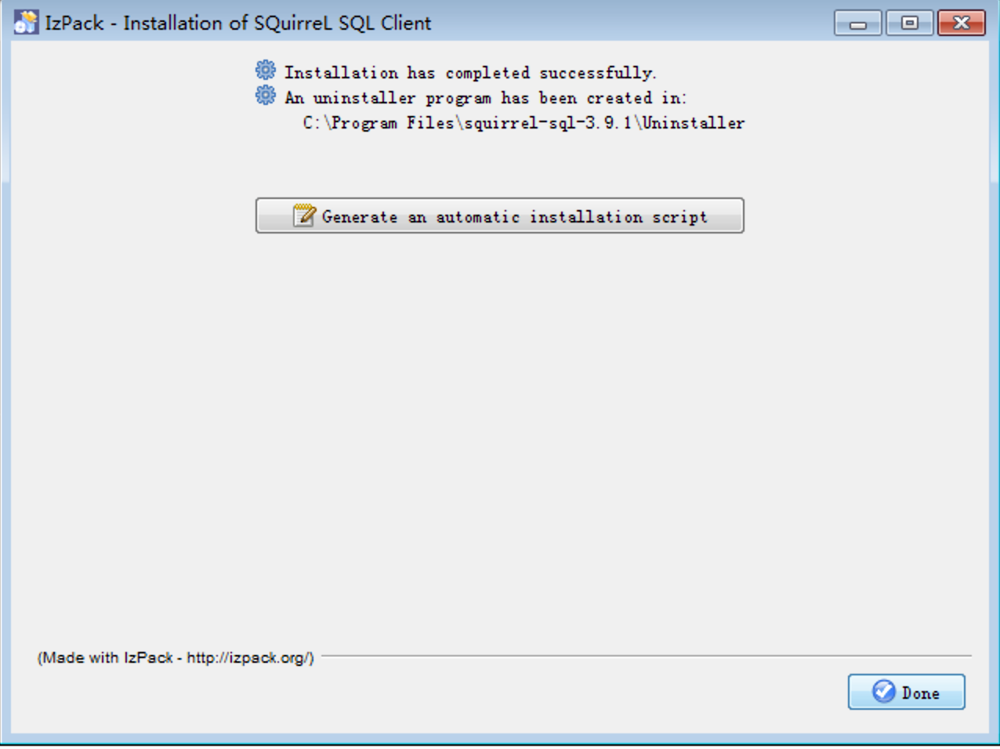 IzPack - Installation of SQuirreL SQL Client
Installation has completed successfully.
An uninstaller program has been created in:
C:\Program Files\squirrel-sql-3.9.1\Uninstaller
Generate an automatic installation script
(Made with IzPack - http://izpack.org/)
Done